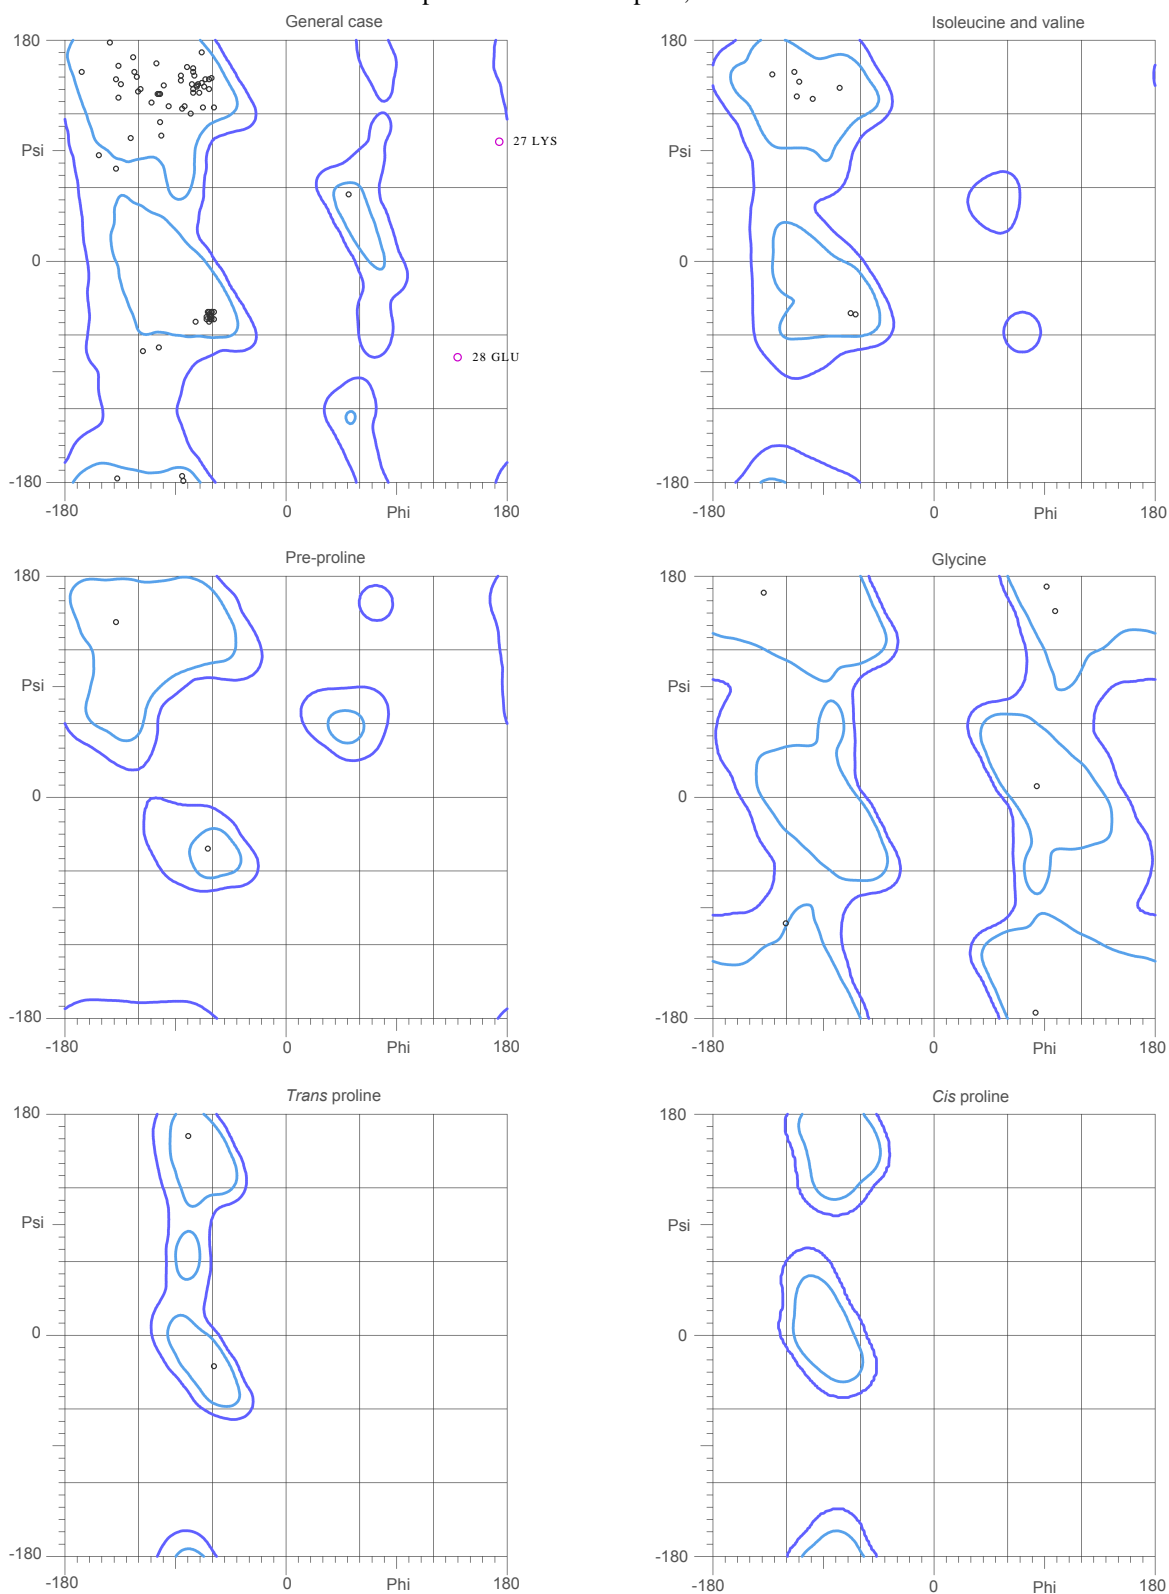 General case
Isoleucine and valine
180
180
27 LYS
Psi
Psi
0
0
28 GLU
-180
-180
-180
0
Phi
180
-180
0
Phi
180
Pre-proline
Glycine
180
180
Psi
Psi
0
0
-180
-180
-180
0
Phi
180
-180
0
Phi
180
Trans proline
Cis proline
180
180
Psi
Psi
0
0
-180
-180
-180
0
Phi
180
-180
0
Phi
180